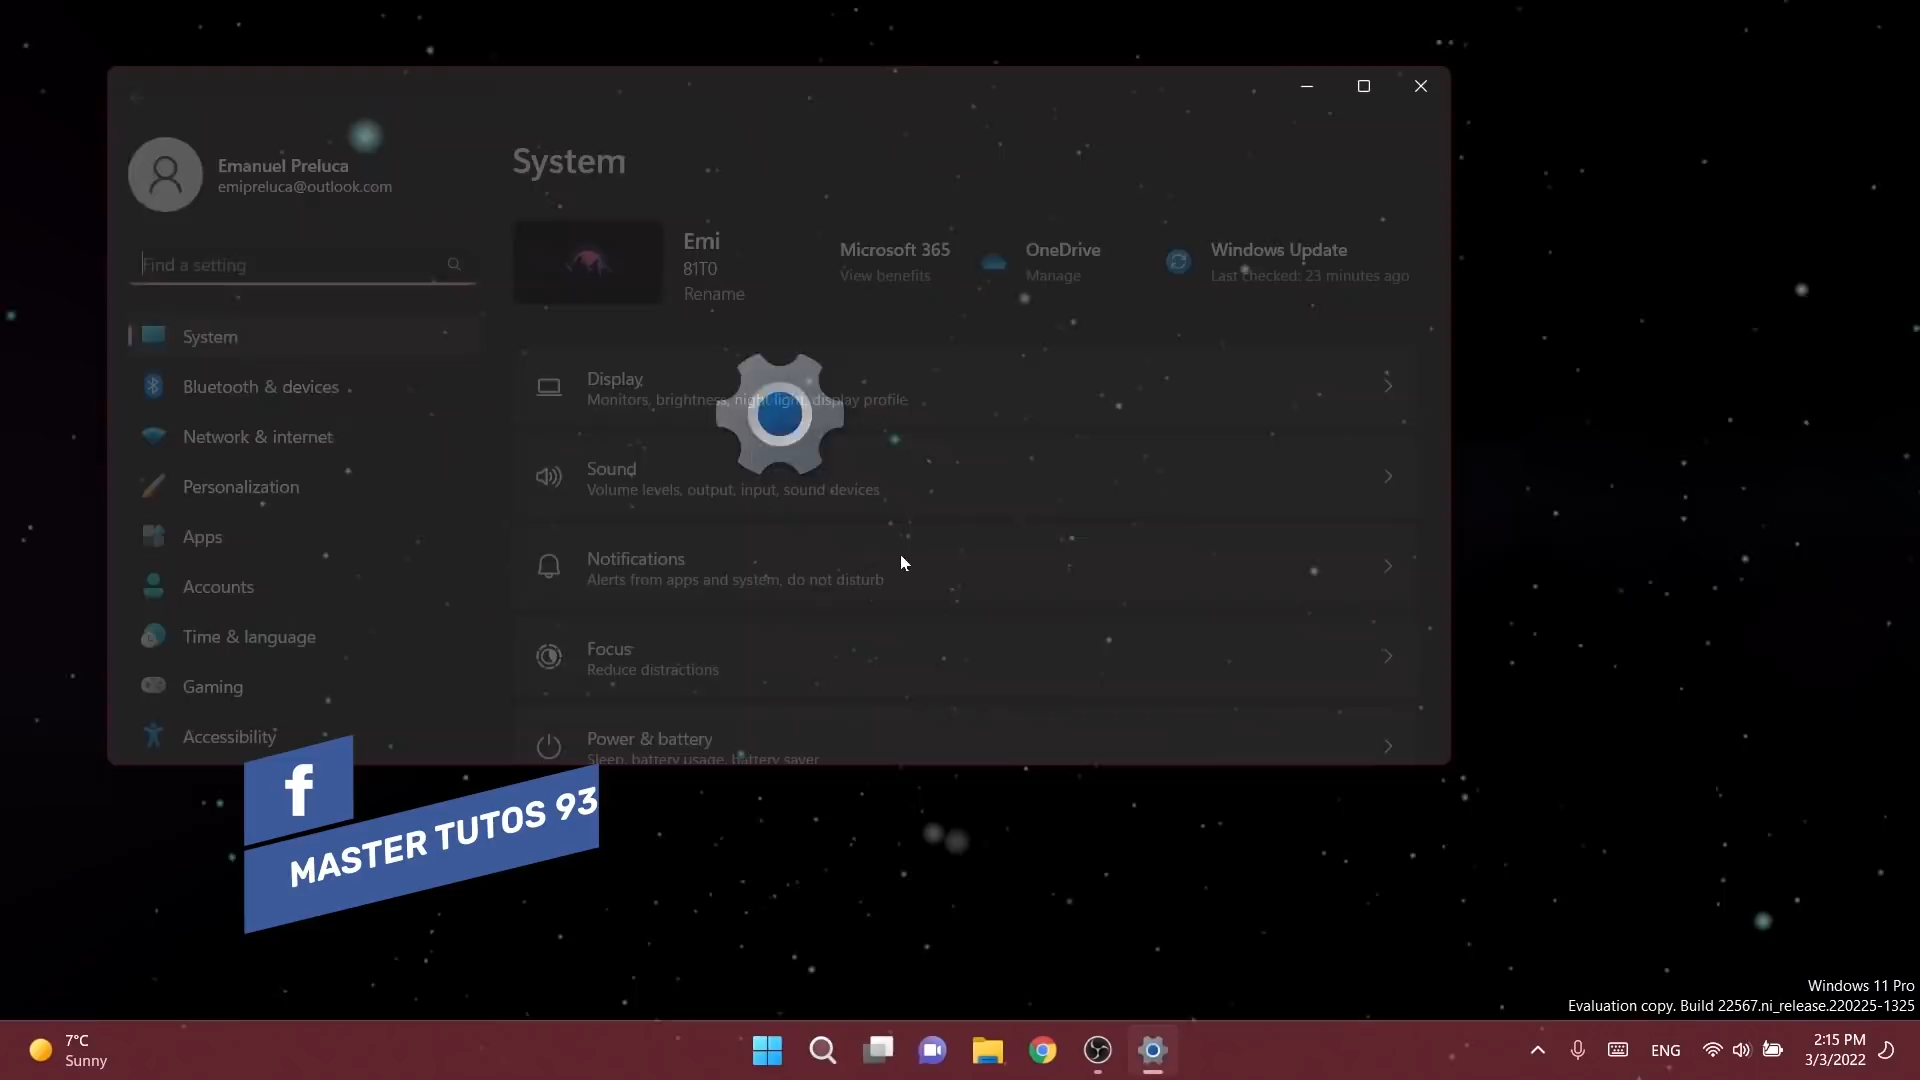 Emanuel Preluca
emipreluca@outlook.com
Find a setting
System
Bluetooth & devices
Network & internet
Personalization
Apps
Accounts
Time & language
Gaming
Accessibility
System
Emi
81T0
Rename
Microsoft 365
View benefits
OneDrive
Manage
Windows Update
Last checked: 23 minutes ago
Display
Monitors, brightness, night light, display profile
Sound
Volume levels, output, input, sound devices
Notifications
Alerts from apps and system, do not disturb
Focus
Reduce distractions
Power & battery
Sleep, battery usage, battery saver
f
MASTER TUTOS 93
Windows 11 Pro
Evaluation copy. Build 22567.ni_release.220225-1325
7°C
Sunny
ENG
2:15 PM
3/3/2022